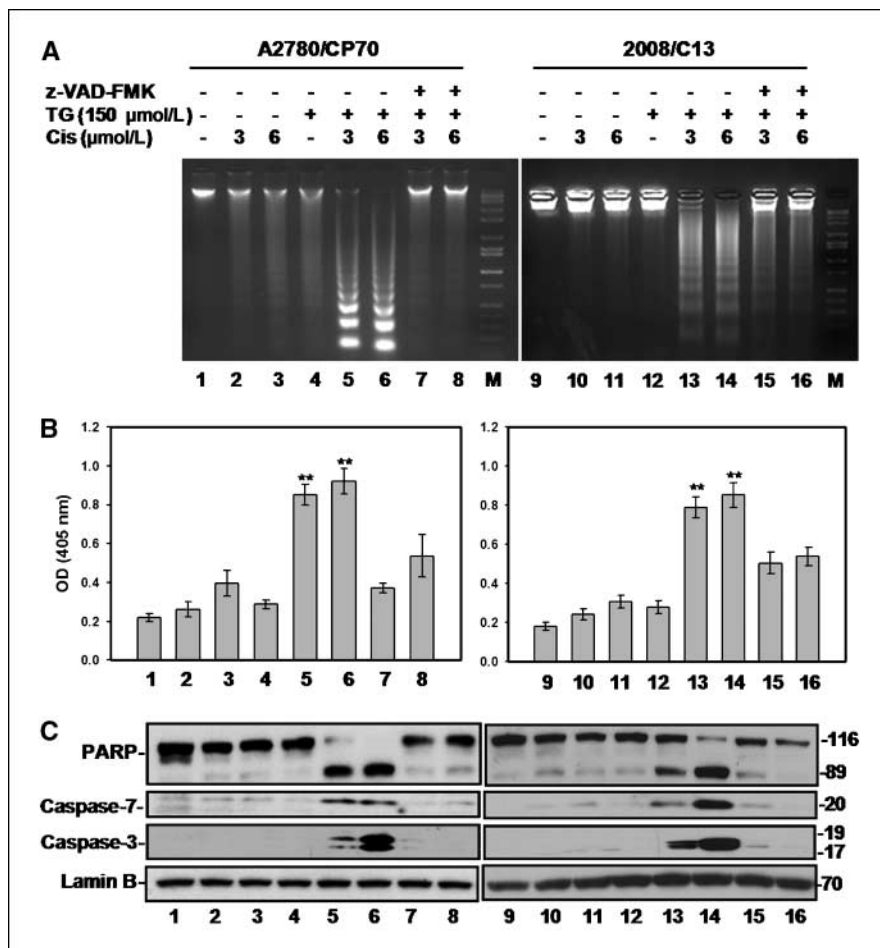 A
A2780/CP70 2008/C13
z-VAD-FMK - - - - - - + + - - - - - - + +
TG (150 μmol/L) - - - + + + + + - - - + + + + +
Cis (μmol/L) - 3 6 - 3 6 3 6 - 3 6 - 3 6 3 6
1 2 3 4 5 6 7 8 M 9 10 11 12 13 14 15 16 M
B
OD (405 nm)
1.2 1.2
1.0 1.0
0.8 0.8
0.6 0.6
0.4 0.4
0.2 0.2
0.0 0.0
** ** ** **
1 2 3 4 5 6 7 8 9 10 11 12 13 14 15 16
C
PARP- -116
-89
Caspase-7- -20
Caspase-3- -19
-17
Lamin B- -70
1 2 3 4 5 6 7 8 9 10 11 12 13 14 15 16